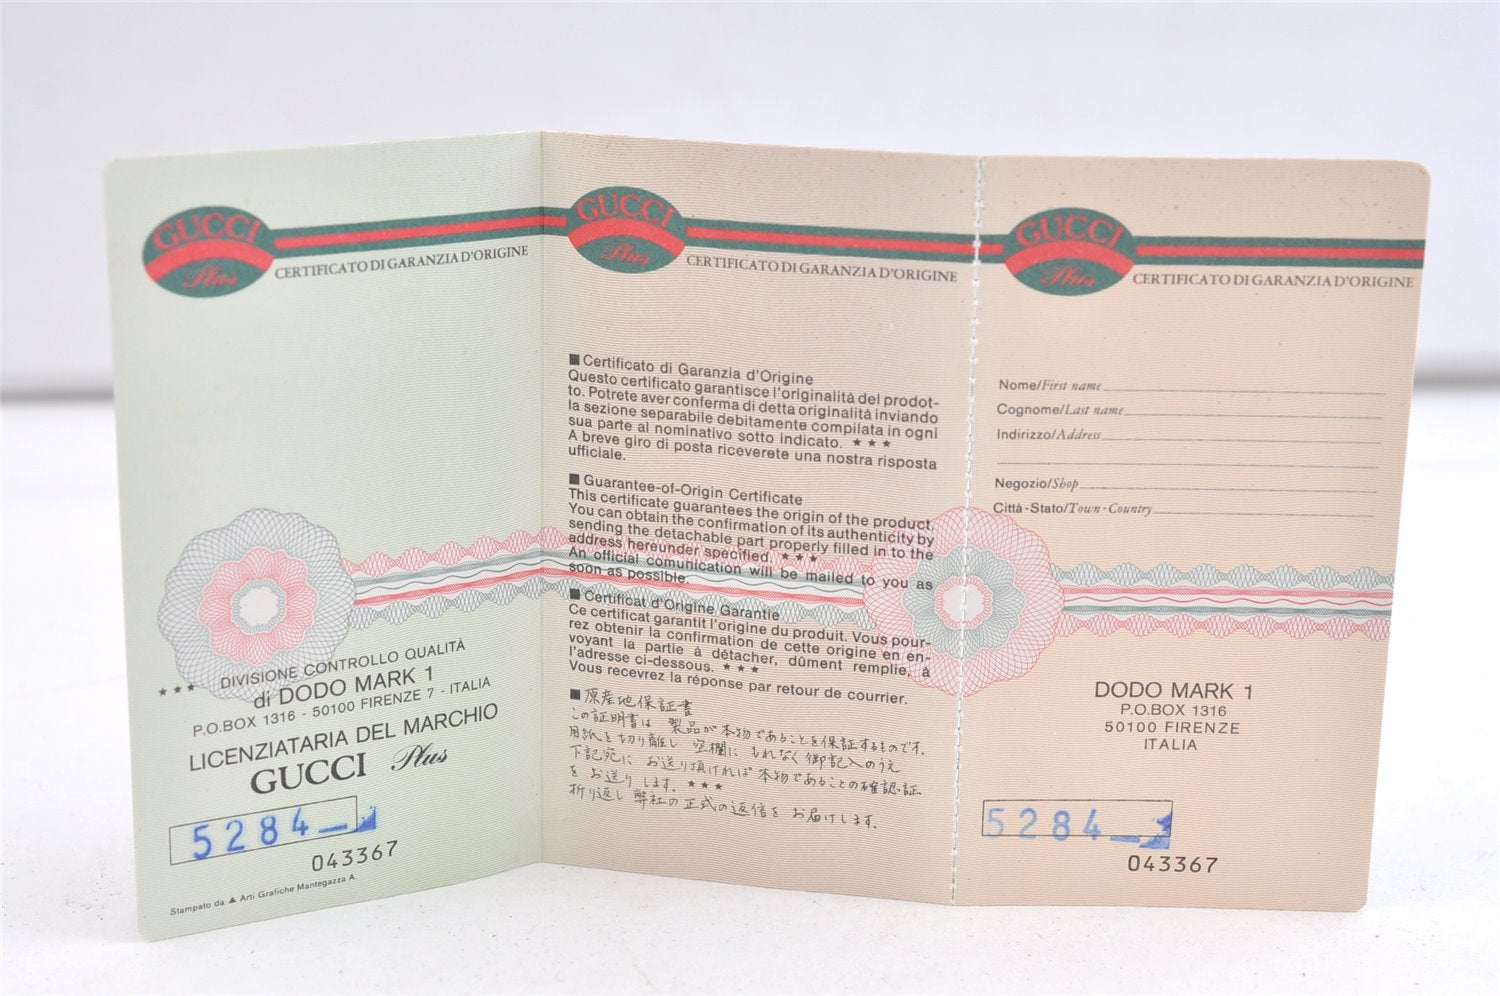 GUCCI
Plus
CERTIFICATO DI GARANZIA D'ORIGINE
DIVISIONE CONTROLLO QUALITÀ
★★★ di DODO MARK 1
P.O.BOX 1316 - 50100 FIRENZE 7 - ITALIA
LICENZIATARIA DEL MARCHIO
GUCCI Plus
5284
043367
Stampato da ▲ Arti Grafiche Mantegazza A.
GUCCI
Plus
CERTIFICATO DI GARANZIA D'ORIGINE
■ Certificato di Garanzia d'Origine
Questo certificato garantisce l'originalità del prodot-
to. Potrete aver conferma di detta originalità inviando
la sezione separabile debitamente compilata in ogni
sua parte al nominativo sotto indicato. ★★★
A breve giro di posta riceverete una nostra risposta
ufficiale.
■ Guarantee-of-Origin Certificate
This certificate guarantees the origin of the product.
You can obtain the confirmation of its authenticity by
sending the detachable part properly filled in to the
address hereunder specified. ★★★
An official comunication will be mailed to you as
soon as possible.
■ Certificat d'Origine Garantie
Ce certificat garantit l'origine du produit. Vous pour-
rez obtenir la confirmation de cette origine en en-
voyant la partie à détacher, dûment remplie, à
l'adresse ci-dessous. ★★★
Vous recevrez la réponse par retour de courrier.
■ 原産地保証書
この証明書は 製品が本物であることを保証するものです。
用紙を切り離し 空欄に もれなく御記入のうえ
下記宛に お送り頂ければ本物であることの確認証
を お送り します。★★★
折り返し 弊社の正式の返信を お届けします。
GUCCI
Plus
CERTIFICATO DI GARANZIA D'ORIGINE
Nome/First name
Cognome/Last name
Indirizzo/Address
Negozio/Shop
Città-Stato/Town-Country
DODO MARK 1
P.O.BOX 1316
50100 FIRENZE
ITALIA
5284
043367